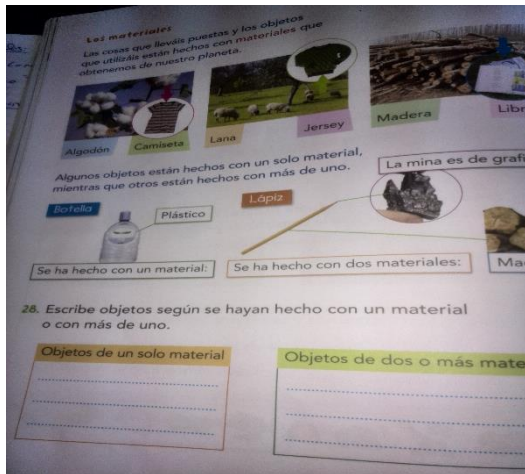 Los materiales
Las cosas que lleváis puestas y los objetos
que utilizáis están hechos con materiales que
obtenemos de nuestro planeta.
Algodón
Camiseta
Lana
Jersey
Madera
Libr
Algunos objetos están hechos con un solo material,
mientras que otros están hechos con más de uno.
Botella
Plástico
Lápiz
La mina es de grafi
Se ha hecho con un material:
Se ha hecho con dos materiales:
Ma
28. Escribe objetos según se hayan hecho con un material
o con más de uno.
Objetos de un solo material
Objetos de dos o más mate